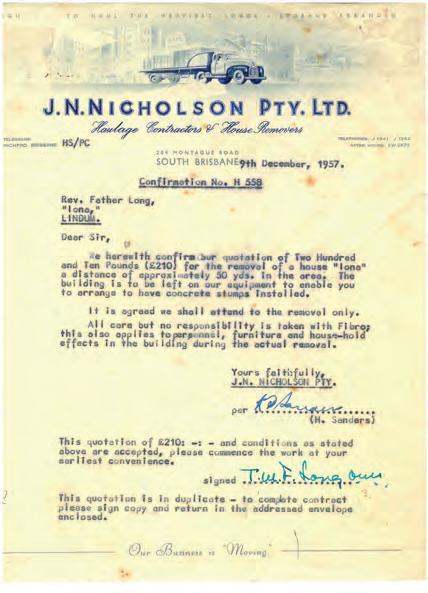 TO HAUL THE HEAVIEST LOADS • STORAGE ARRANGED
J.N.NICHOLSON PTY. LTD.
Haulage Contractors & House Removers
TELEGRAMS:
NICHPRO BRISBANE
HS/PC
TELEPHONES: J 1841
206 MONTAGUE ROAD
SOUTH BRISBANE 9th December, 1957.
Confirmation No. H 558
Rev. Father Long,
"Iona,"
LINDUM.
Dear Sir,
We herewith confirm our quotation of Two Hundred
and Ten Pounds (£210) for the removal of a house "Iona"
a distance of approximately 50 yds. in the area. The
building is to be left on our equipment to enable you
to arrange to have concrete stumps installed.
It is agreed we shall attend to the removal only.
All care but no responsibility is taken with Fibro;
this also applies to personnel, furniture and house-hold
effects in the building during the actual removal.
Yours faithfully,
J.N. NICHOLSON PTY.
per
(H. Sanders)
This quotation of £210: -: - and conditions as stated
above are accepted, please commence the work at your
earliest convenience.
signed T.W.F. Long
This quotation is in duplicate - to complete contract
please sign copy and return in the addressed envelope
enclosed.
Our Business is "Moving"